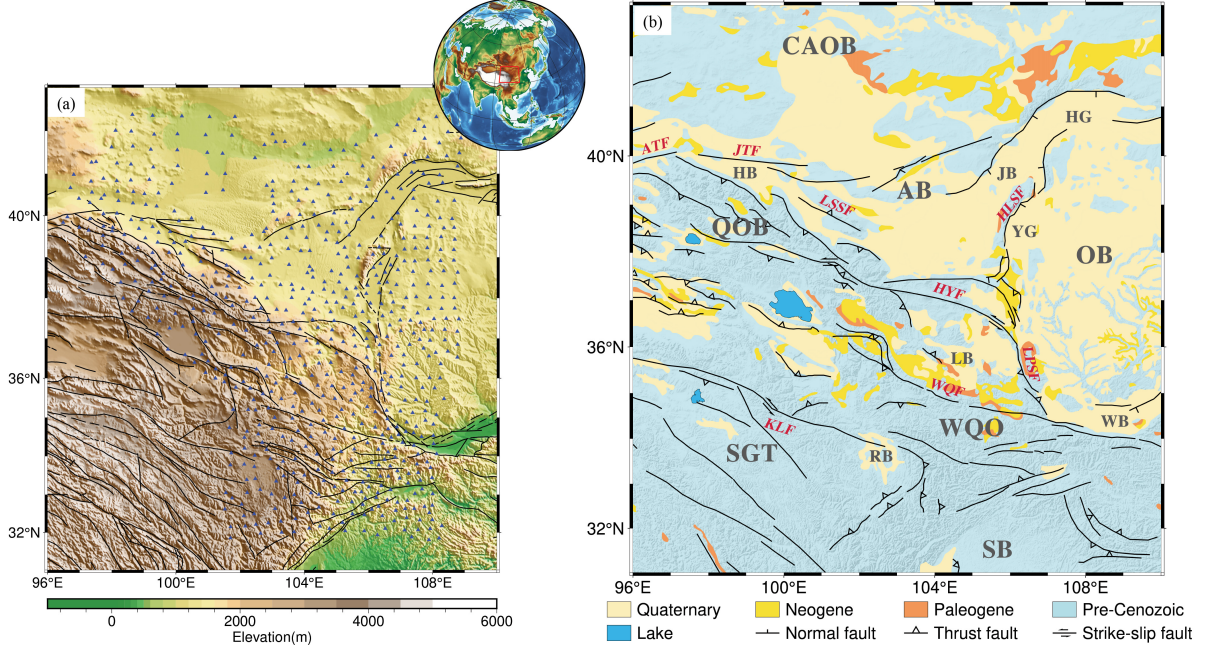 (a)
40°N
36°N
32°N
96°E
100°E
104°E
108°E
0
2000
4000
6000
Elevation(m)
(b)
CAOB
HG
40°N
ATF
JTF
HB
AB
JB
HLSF
LSSF
QOB
YG
OB
HYF
36°N
LB
LPSF
WQF
WB
KLF
WQO
SGT
RB
32°N
SB
96°E
100°E
104°E
108°E
Quaternary
Neogene
Paleogene
Pre-Cenozoic
Lake
Normal fault
Thrust fault
Strike-slip fault